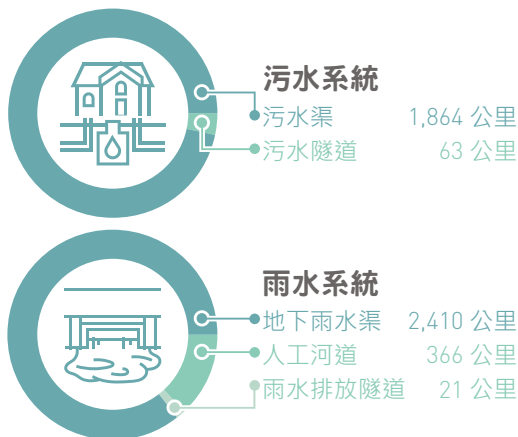 污水系統
污水渠 1,864 公里
污水隧道 63 公里
雨水系統
地下雨水渠 2,410 公里
人工河道 366 公里
雨水排放隧道 21 公里